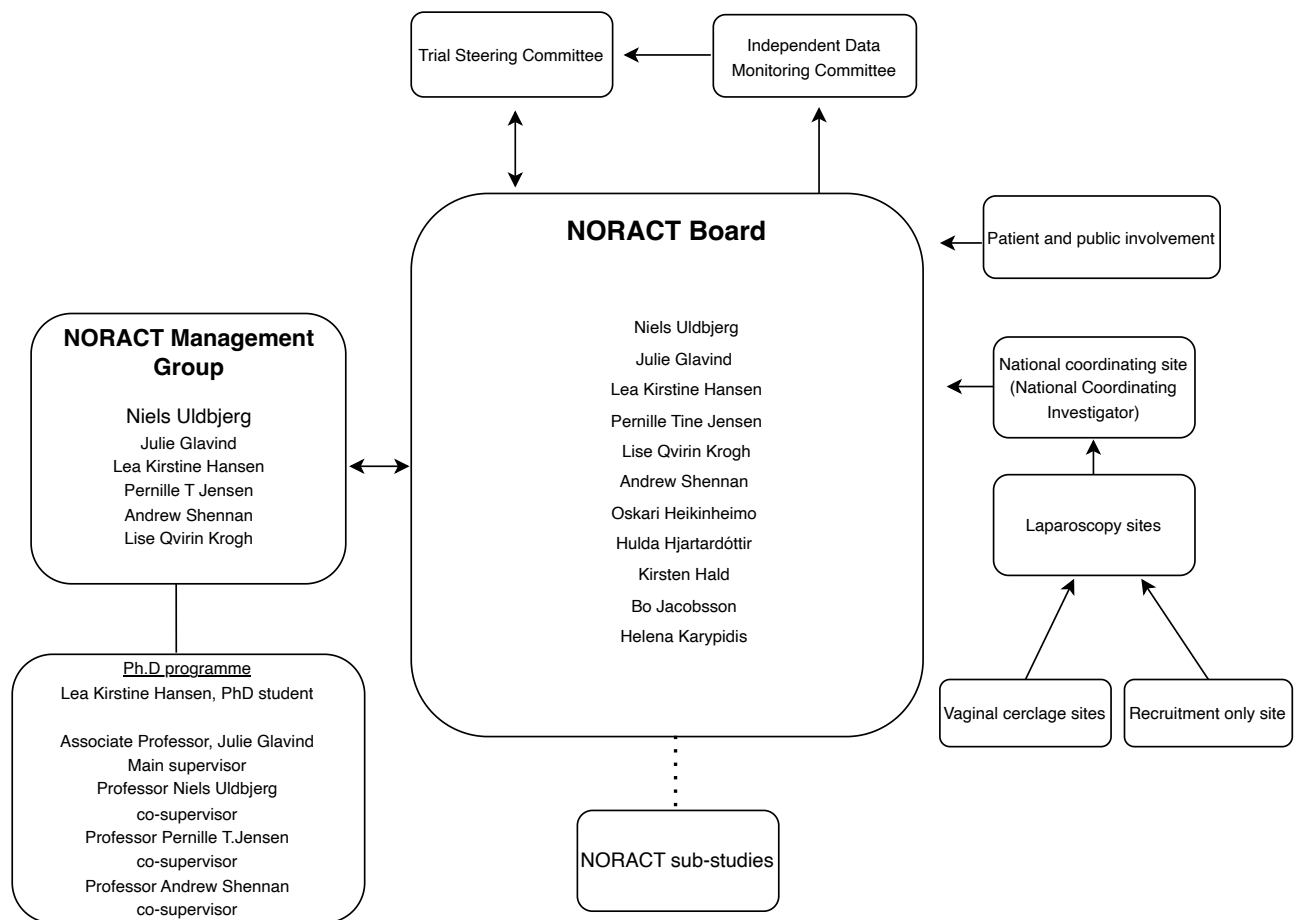 Trial Steering Committee
Independent Data
Monitoring Committee
NORACT Board
Niels Uldbjerg
Julie Glavind
Lea Kirstine Hansen
Pernille Tine Jensen
Lise Qvirin Krogh
Andrew Shennan
Oskari Heikinheimo
Hulda Hjartardóttir
Kirsten Hald
Bo Jacobsson
Helena Karypidis
Patient and public involvement
National coordinating site
(National Coordinating
Investigator)
Laparoscopy sites
Vaginal cerclage sites
Recruitment only site
NORACT Management
Group
Niels Uldbjerg
Julie Glavind
Lea Kirstine Hansen
Pernille T Jensen
Andrew Shennan
Lise Qvirin Krogh
Ph.D programme
Lea Kirstine Hansen, PhD student
Associate Professor, Julie Glavind
Main supervisor
Professor Niels Uldbjerg
co-supervisor
Professor Pernille T.Jensen
co-supervisor
Professor Andrew Shennan
co-supervisor
NORACT sub-studies